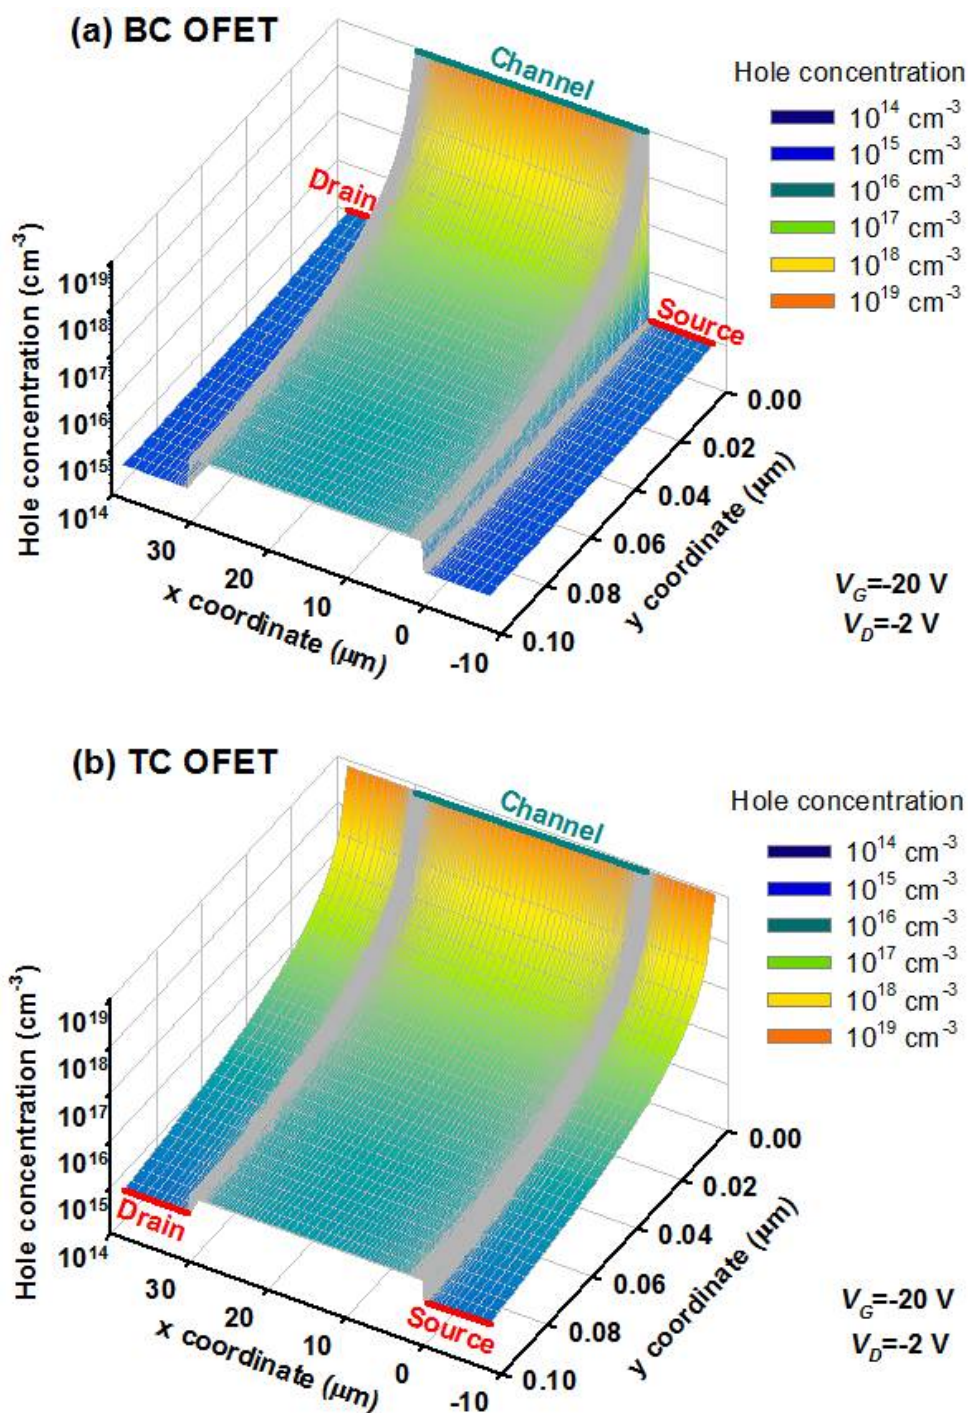 (a) BC OFET
Channel
Drain
Source
Hole concentration
10¹⁴ cm⁻³
10¹⁵ cm⁻³
10¹⁶ cm⁻³
10¹⁷ cm⁻³
10¹⁸ cm⁻³
10¹⁹ cm⁻³
Hole concentration (cm⁻³)
10¹⁹
10¹⁸
10¹⁷
10¹⁶
10¹⁵
10¹⁴
30
20
10
0
-10
x coordinate (μm)
0.00
0.02
0.04
0.06
0.08
0.10
y coordinate (μm)
V_G=-20 V
V_D=-2 V
(b) TC OFET
Channel
Hole concentration
10¹⁴ cm⁻³
10¹⁵ cm⁻³
10¹⁶ cm⁻³
10¹⁷ cm⁻³
10¹⁸ cm⁻³
10¹⁹ cm⁻³
Hole concentration (cm⁻³)
10¹⁹
10¹⁸
10¹⁷
10¹⁶
10¹⁵
10¹⁴
Drain
Source
30
20
10
0
-10
x coordinate (μm)
0.00
0.02
0.04
0.06
0.08
0.10
y coordinate (μm)
V_G=-20 V
V_D=-2 V